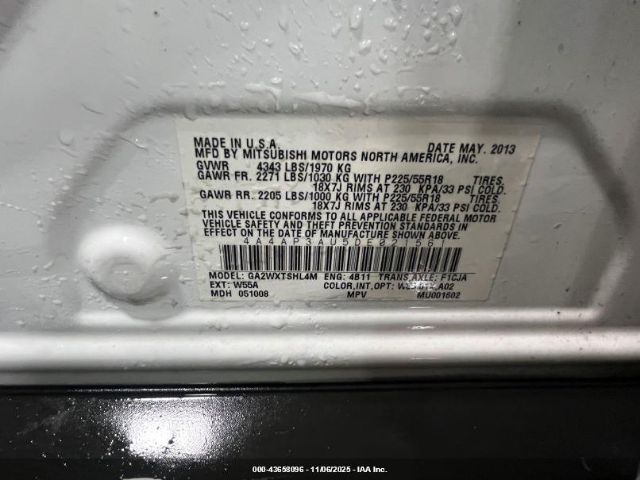 MADE IN U.S.A. DATE MAY. 2013
MFD BY MITSUBISHI MOTORS NORTH AMERICA, INC.
GVWR 4343 LBS/1970 KG
GAWR FR. 2271 LBS/1030 KG WITH P225/55R18 TIRES,
18X7J RIMS AT 230 KPA/33 PSI COLD.
GAWR RR. 2205 LBS/1000 KG WITH P225/55R18 TIRES,
18X7J RIMS AT 230 KPA/33 PSI COLD.
THIS VEHICLE CONFORMS TO ALL APPLICABLE FEDERAL MOTOR
VEHICLE SAFETY AND THEFT PREVENTION STANDARDS IN
EFFECT ON THE DATE OF MANUFACTURE SHOWN ABOVE.
4A4AP3AU5DE021561
MODEL: GA2WXTSHL4M ENG: 4B11 TRANS AXLE: F1CJA
EXT: W55A COLOR,INT,OPT: A02
MDH 051008 MPV MU001602
000-43658096 - 11/06/2025 - IAA Inc.